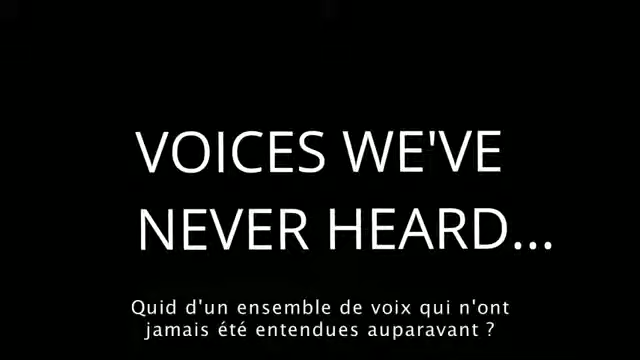 VOICES WE'VE
NEVER HEARD...
Quid d'un ensemble de voix qui n'ont
jamais été entendues auparavant ?